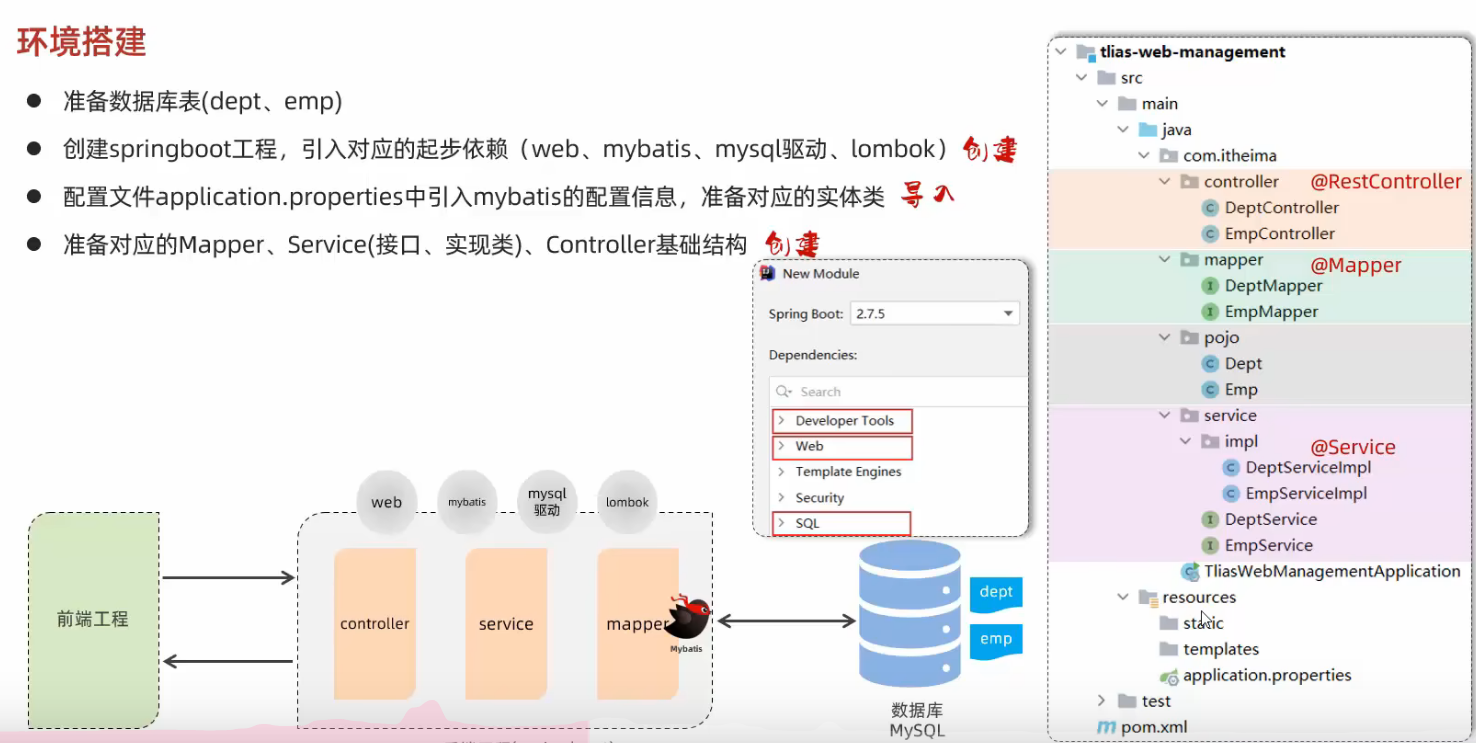 环境搭建
准备数据库表(dept、emp)
创建springboot工程，引入对应的起步依赖（web、mybatis、mysql驱动、lombok） 创建
配置文件application.properties中引入mybatis的配置信息，准备对应的实体类 导入
准备对应的Mapper、Service(接口、实现类)、Controller基础结构 创建
New Module
Spring Boot: 2.7.5
Dependencies:
Search
Developer Tools
Web
Template Engines
Security
SQL
web
mybatis
mysql
驱动
lombok
前端工程
controller
service
mapper
Mybatis
dept
emp
数据库
MySQL
tlias-web-management
src
main
java
com.itheima
controller @RestController
DeptController
EmpController
mapper @Mapper
DeptMapper
EmpMapper
pojo
Dept
Emp
service
impl @Service
DeptServiceImpl
EmpServiceImpl
DeptService
EmpService
TliasWebManagementApplication
resources
static
templates
application.properties
test
pom.xml